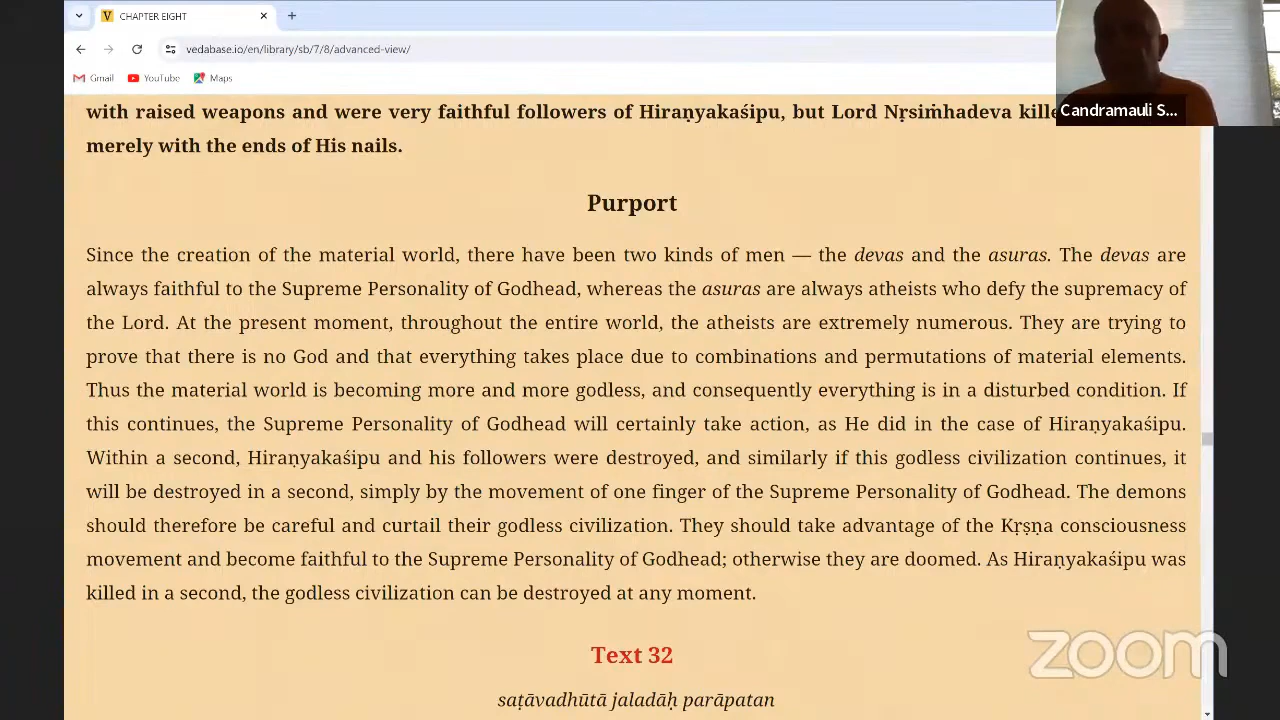 CHAPTER EIGHT
vedabase.io/en/library/sb/7/8/advanced-view/
Gmail YouTube Maps
Candramauli S...
with raised weapons and were very faithful followers of Hiraṇyakaśipu, but Lord Nṛsiṁhadeva
merely with the ends of His nails.
Purport
Since the creation of the material world, there have been two kinds of men — the devas and the asuras. The devas are
always faithful to the Supreme Personality of Godhead, whereas the asuras are always atheists who defy the supremacy of
the Lord. At the present moment, throughout the entire world, the atheists are extremely numerous. They are trying to
prove that there is no God and that everything takes place due to combinations and permutations of material elements.
Thus the material world is becoming more and more godless, and consequently everything is in a disturbed condition. If
this continues, the Supreme Personality of Godhead will certainly take action, as He did in the case of Hiraṇyakaśipu.
Within a second, Hiraṇyakaśipu and his followers were destroyed, and similarly if this godless civilization continues, it
will be destroyed in a second, simply by the movement of one finger of the Supreme Personality of Godhead. The demons
should therefore be careful and curtail their godless civilization. They should take advantage of the Kṛṣṇa consciousness
movement and become faithful to the Supreme Personality of Godhead; otherwise they are doomed. As Hiraṇyakaśipu was
killed in a second, the godless civilization can be destroyed at any moment.
Text 32
saṭāvadhūtā jaladāḥ parāpatan
zoom